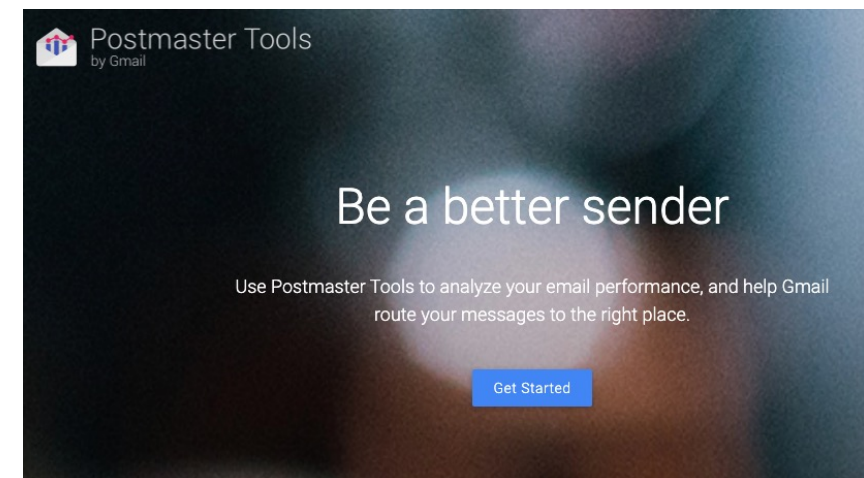 Postmaster Tools
by Gmail
Be a better sender
Use Postmaster Tools to analyze your email performance, and help Gmail
route your messages to the right place.
Get Started